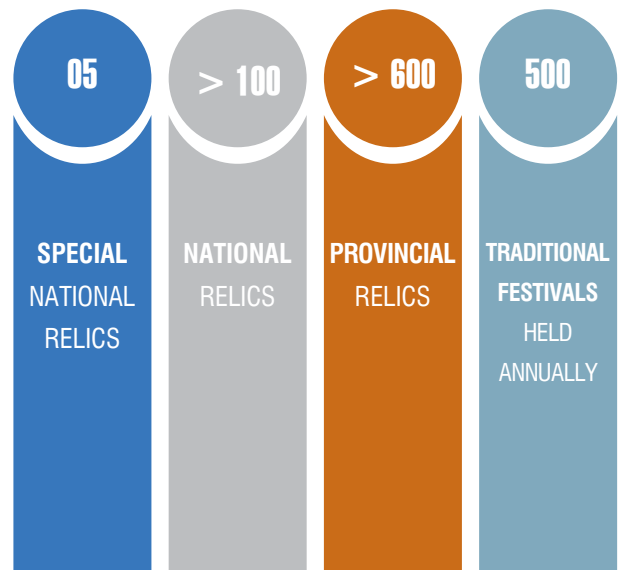 05
SPECIAL
NATIONAL
RELICS
> 100
NATIONAL
RELICS
> 600
PROVINCIAL
RELICS
500
TRADITIONAL
FESTIVALS
HELD
ANNUALLY